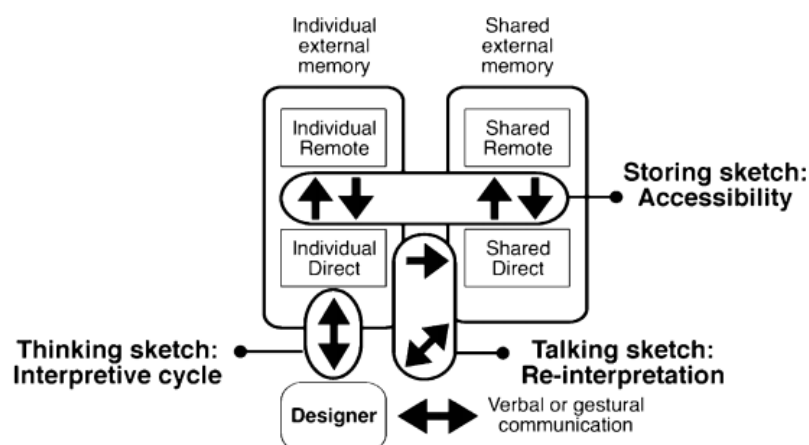 Individual
external
memory
Shared
external
memory
Individual
Remote
Shared
Remote
Storing sketch:
Accessibility
Individual
Direct
Shared
Direct
Thinking sketch:
Interpretive cycle
Talking sketch:
Re-interpretation
Designer
Verbal or gestural
communication